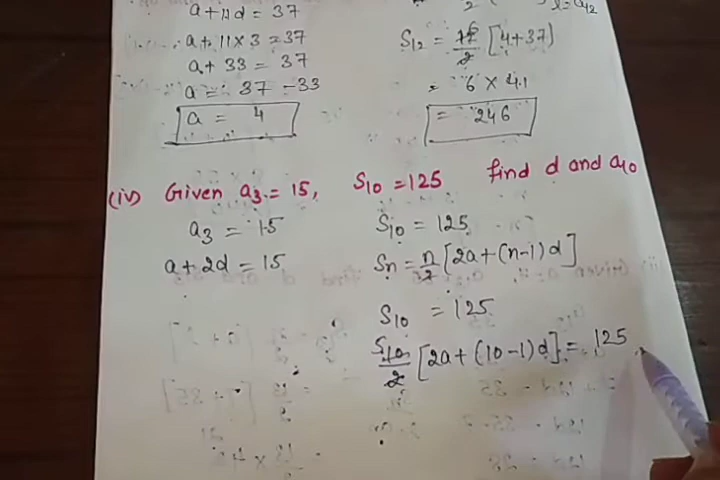 a + 11d = 37
a + 11 × 3 = 37
a + 33 = 37
a = 37 - 33
a = 4
2
l = a12
S12 = 12/2 [4 + 37]
= 6 × 41
= 246
(iv) Given a3 = 15, S10 = 125 find d and a10
a3 = 15
a + 2d = 15
S10 = 125
Sn = n/2 [2a + (n-1)d]
S10 = 125
10/2 [2a + (10-1)d] = 125